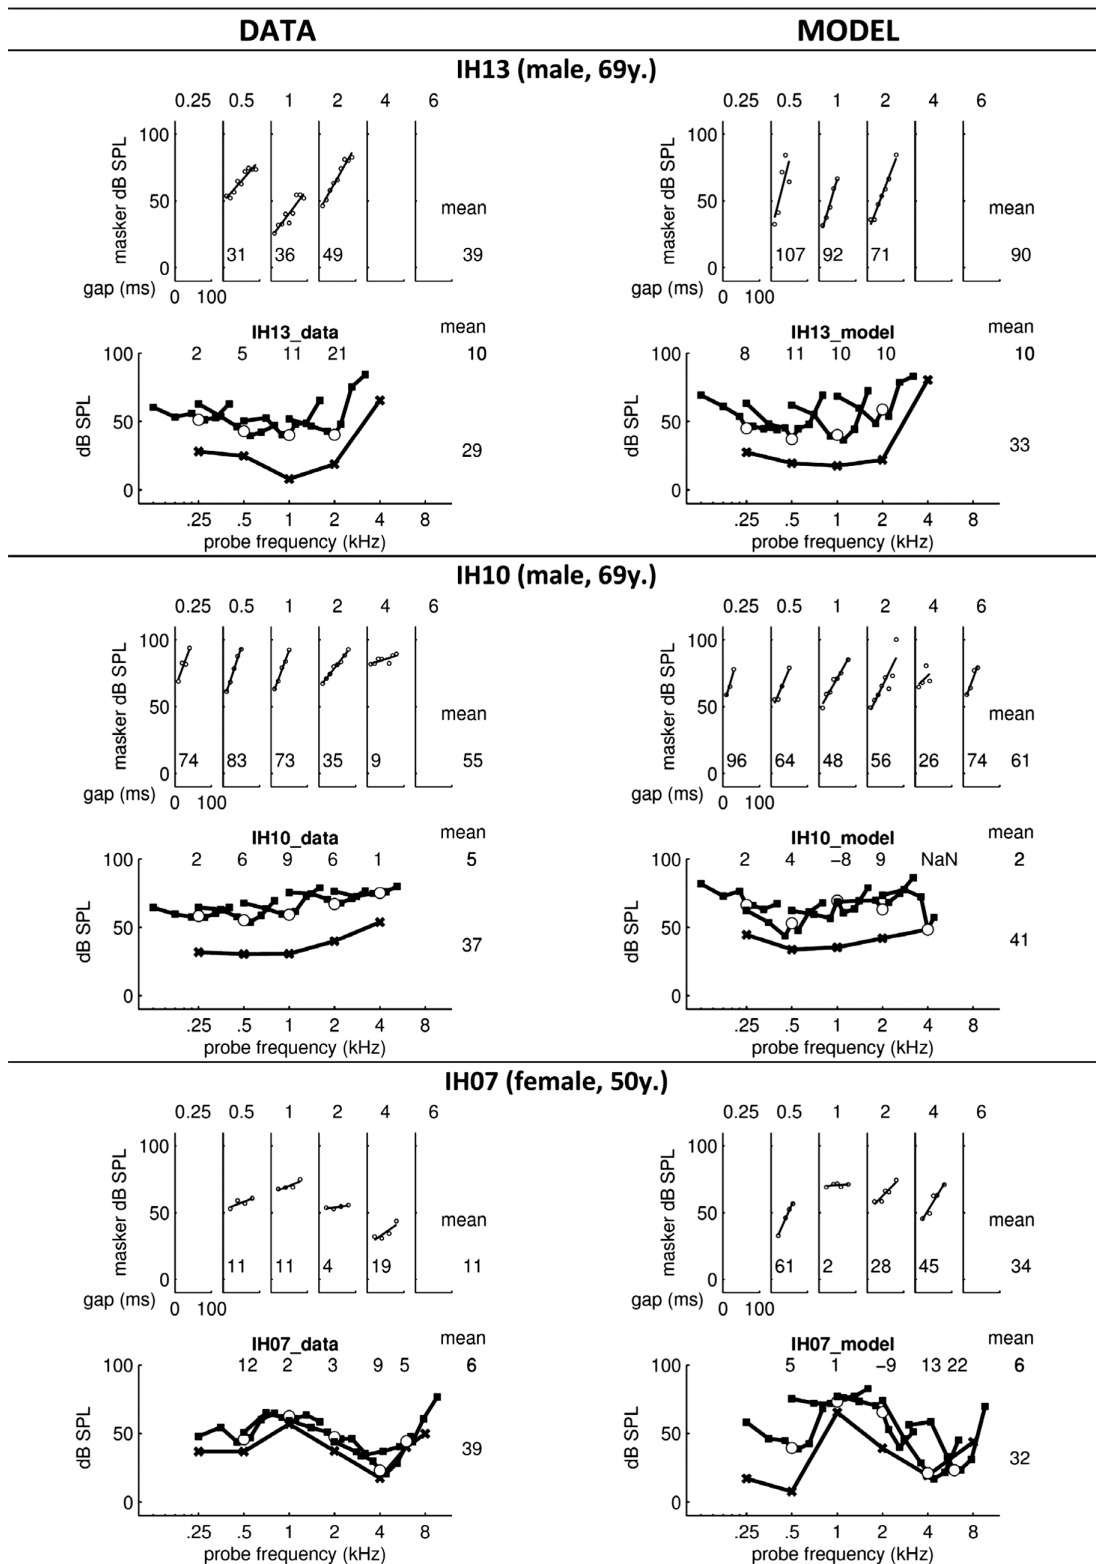 DATA MODEL
IH13 (male, 69y.)
0.25 0.5 1 2 4 6 0.25 0.5 1 2 4 6
masker dB SPL
100
50
0
31 36 49
mean
39
gap (ms)
0 100
masker dB SPL
100
50
0
107 92 71
mean
90
gap (ms)
0 100
IH13_data
mean
2 5 11 21 10
dB SPL
100
50
0
29
.25 .5 1 2 4 8
probe frequency (kHz)
IH13_model
mean
8 11 10 10 10
dB SPL
100
50
0
33
.25 .5 1 2 4 8
probe frequency (kHz)
IH10 (male, 69y.)
0.25 0.5 1 2 4 6 0.25 0.5 1 2 4 6
masker dB SPL
100
50
0
74 83 73 35 9
mean
55
gap (ms)
0 100
masker dB SPL
100
50
0
96 64 48 56 26 74
mean
61
gap (ms)
0 100
IH10_data
mean
2 6 9 6 1 5
dB SPL
100
50
0
37
.25 .5 1 2 4 8
probe frequency (kHz)
IH10_model
mean
2 4 −8 9 NaN 2
dB SPL
100
50
0
41
.25 .5 1 2 4 8
probe frequency (kHz)
IH07 (female, 50y.)
0.25 0.5 1 2 4 6 0.25 0.5 1 2 4 6
masker dB SPL
100
50
0
11 11 4 19
mean
11
gap (ms)
0 100
masker dB SPL
100
50
0
61 2 28 45
mean
34
gap (ms)
0 100
IH07_data
mean
12 2 3 9 5 6
dB SPL
100
50
0
39
.25 .5 1 2 4 8
probe frequency (kHz)
IH07_model
mean
5 1 −9 13 22 6
dB SPL
100
50
0
32
.25 .5 1 2 4 8
probe frequency (kHz)